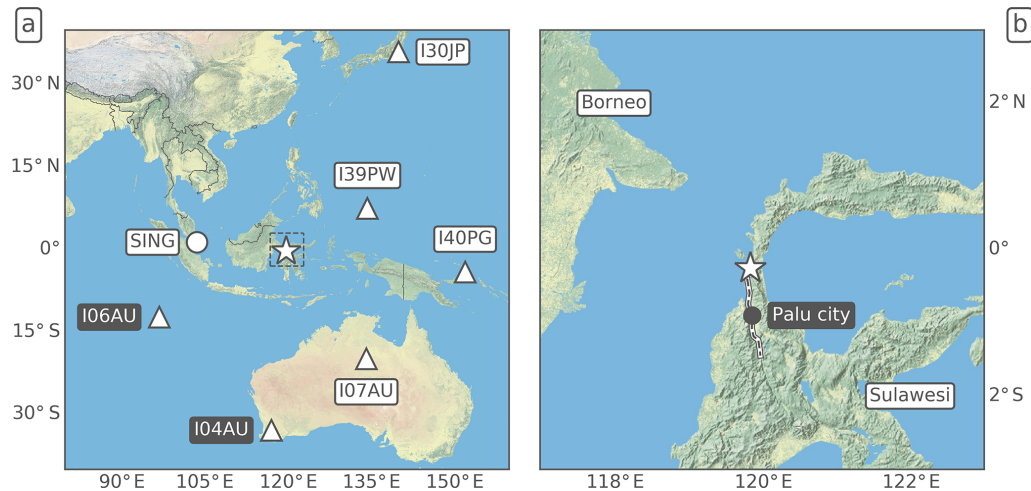 a
b
30° N
15° N
0°
15° S
30° S
90° E
105° E
120° E
135° E
150° E
I30JP
I39PW
SING
I40PG
I06AU
I07AU
I04AU
Borneo
Palu city
Sulawesi
2° N
0°
2° S
118° E
120° E
122° E